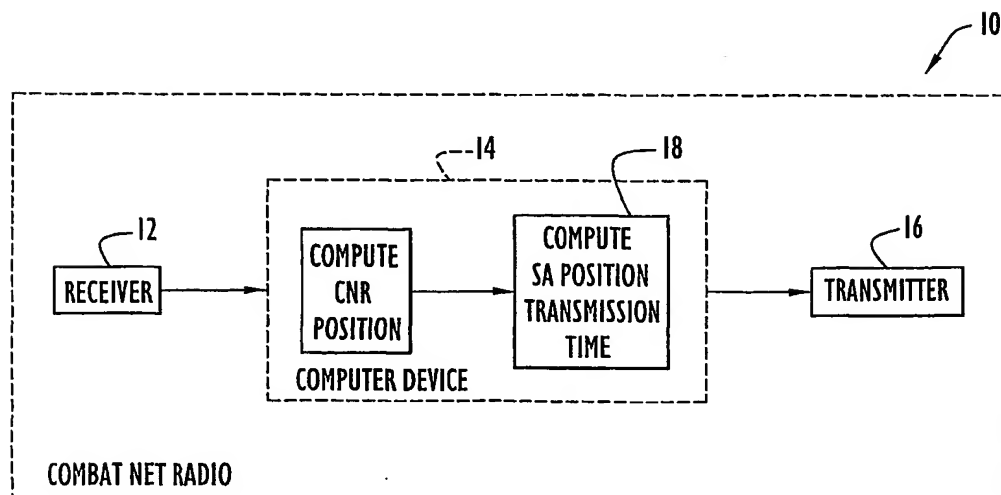 10
14
18
12
16
RECEIVER
COMPUTE
CNR
POSITION
COMPUTE
SA POSITION
TRANSMISSION
TIME
TRANSMITTER
COMPUTER DEVICE
COMBAT NET RADIO